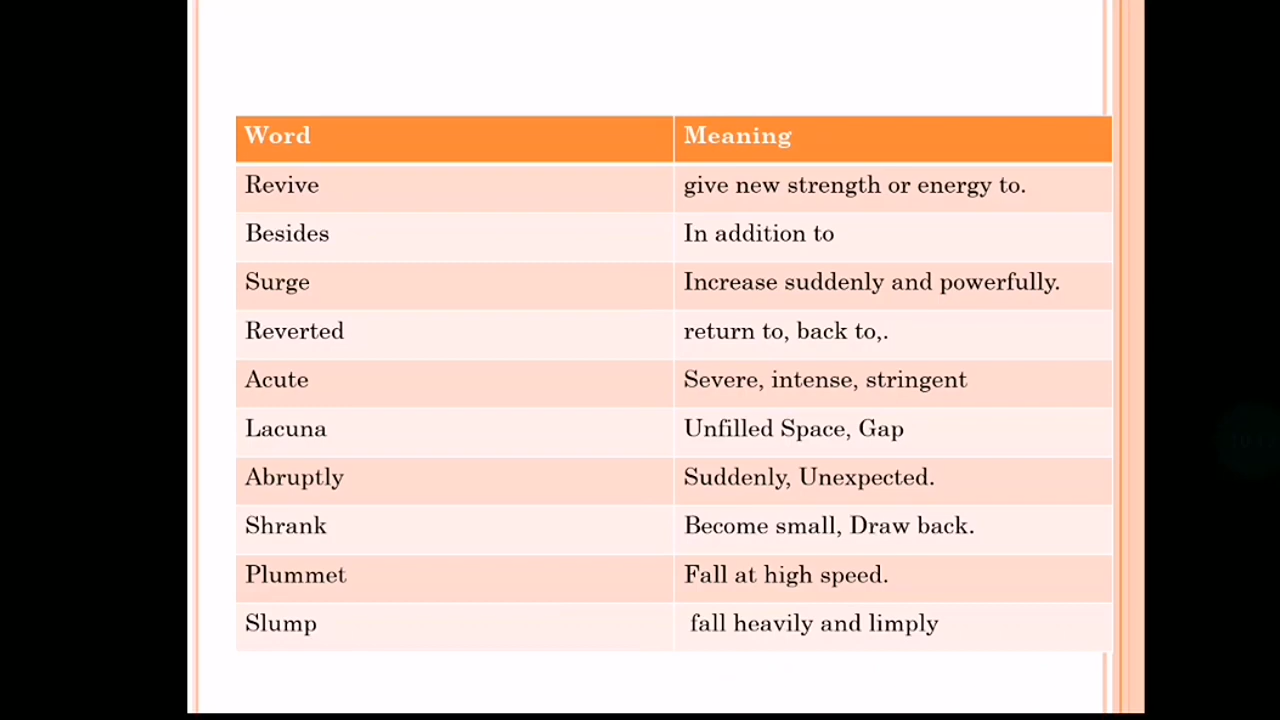 Word Meaning
Revive give new strength or energy to.
Besides In addition to
Surge Increase suddenly and powerfully.
Reverted return to, back to,.
Acute Severe, intense, stringent
Lacuna Unfilled Space, Gap
Abruptly Suddenly, Unexpected.
Shrank Become small, Draw back.
Plummet Fall at high speed.
Slump fall heavily and limply